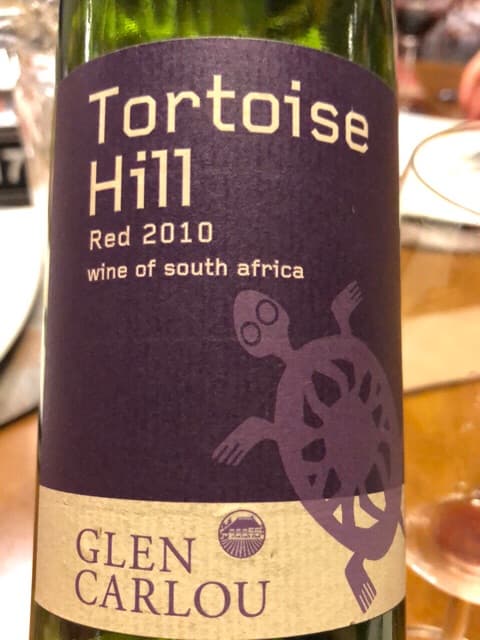 Tortoise
Hill
Red 2010
wine of south africa
GLEN
CARLOU